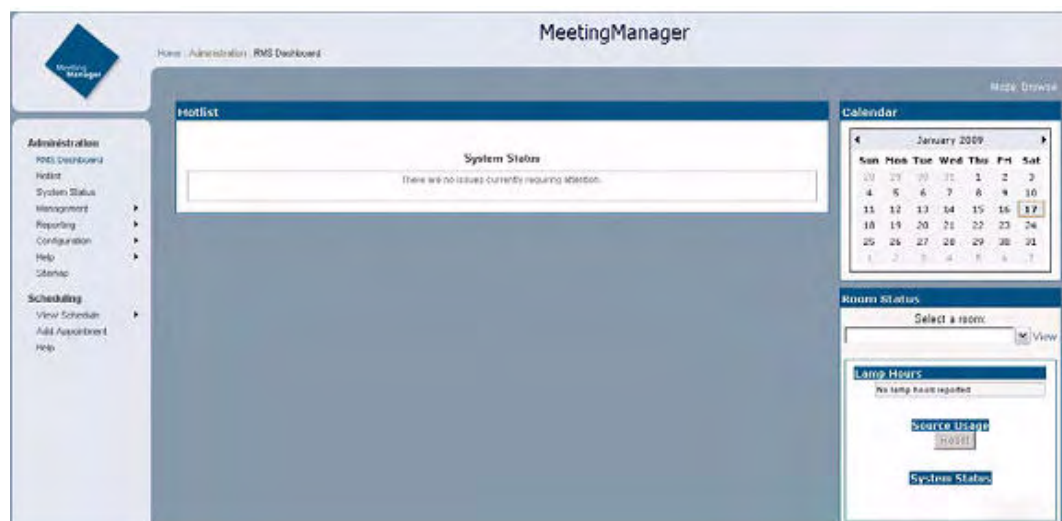 MeetingManager
Meeting
Manager
Home : Administration : RMS Dashboard
Mode: Browse
Administration
RMS Dashboard
Hotlist
System Status
Management
Reporting
Configuration
Help
Sitemap
Scheduling
View Schedule
Add Appointment
Help
Hotlist
System Status
There are no issues currently requiring attention.
Calendar
January 2009
Sun Mon Tue Wed Thu Fri Sat
28 29 30 31 1 2 3
4 5 6 7 8 9 10
11 12 13 14 15 16 17
18 19 20 21 22 23 24
25 26 27 28 29 30 31
1 2 3 4 5 6 7
Room Status
Select a room:
View
Lamp Hours
No lamp hours reported
Source Usage
Reset
System Status